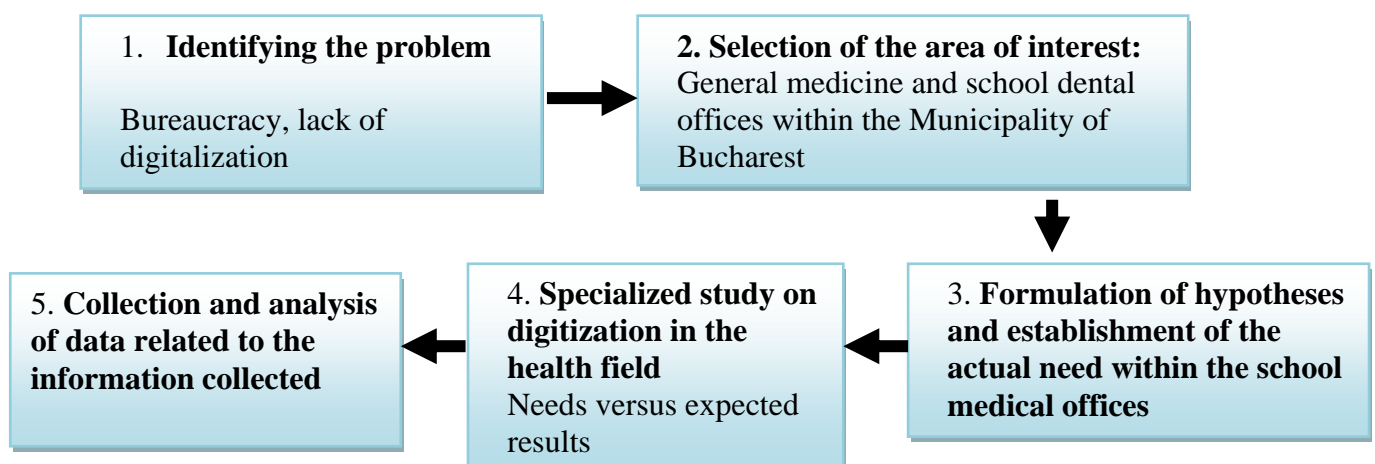 1. Identifying the problem
Bureaucracy, lack of
digitalization
2. Selection of the area of interest:
General medicine and school dental
offices within the Municipality of
Bucharest
3. Formulation of hypotheses
and establishment of the
actual need within the school
medical offices
4. Specialized study on
digitization in the
health field
Needs versus expected
results
5. Collection and analysis
of data related to the
information collected